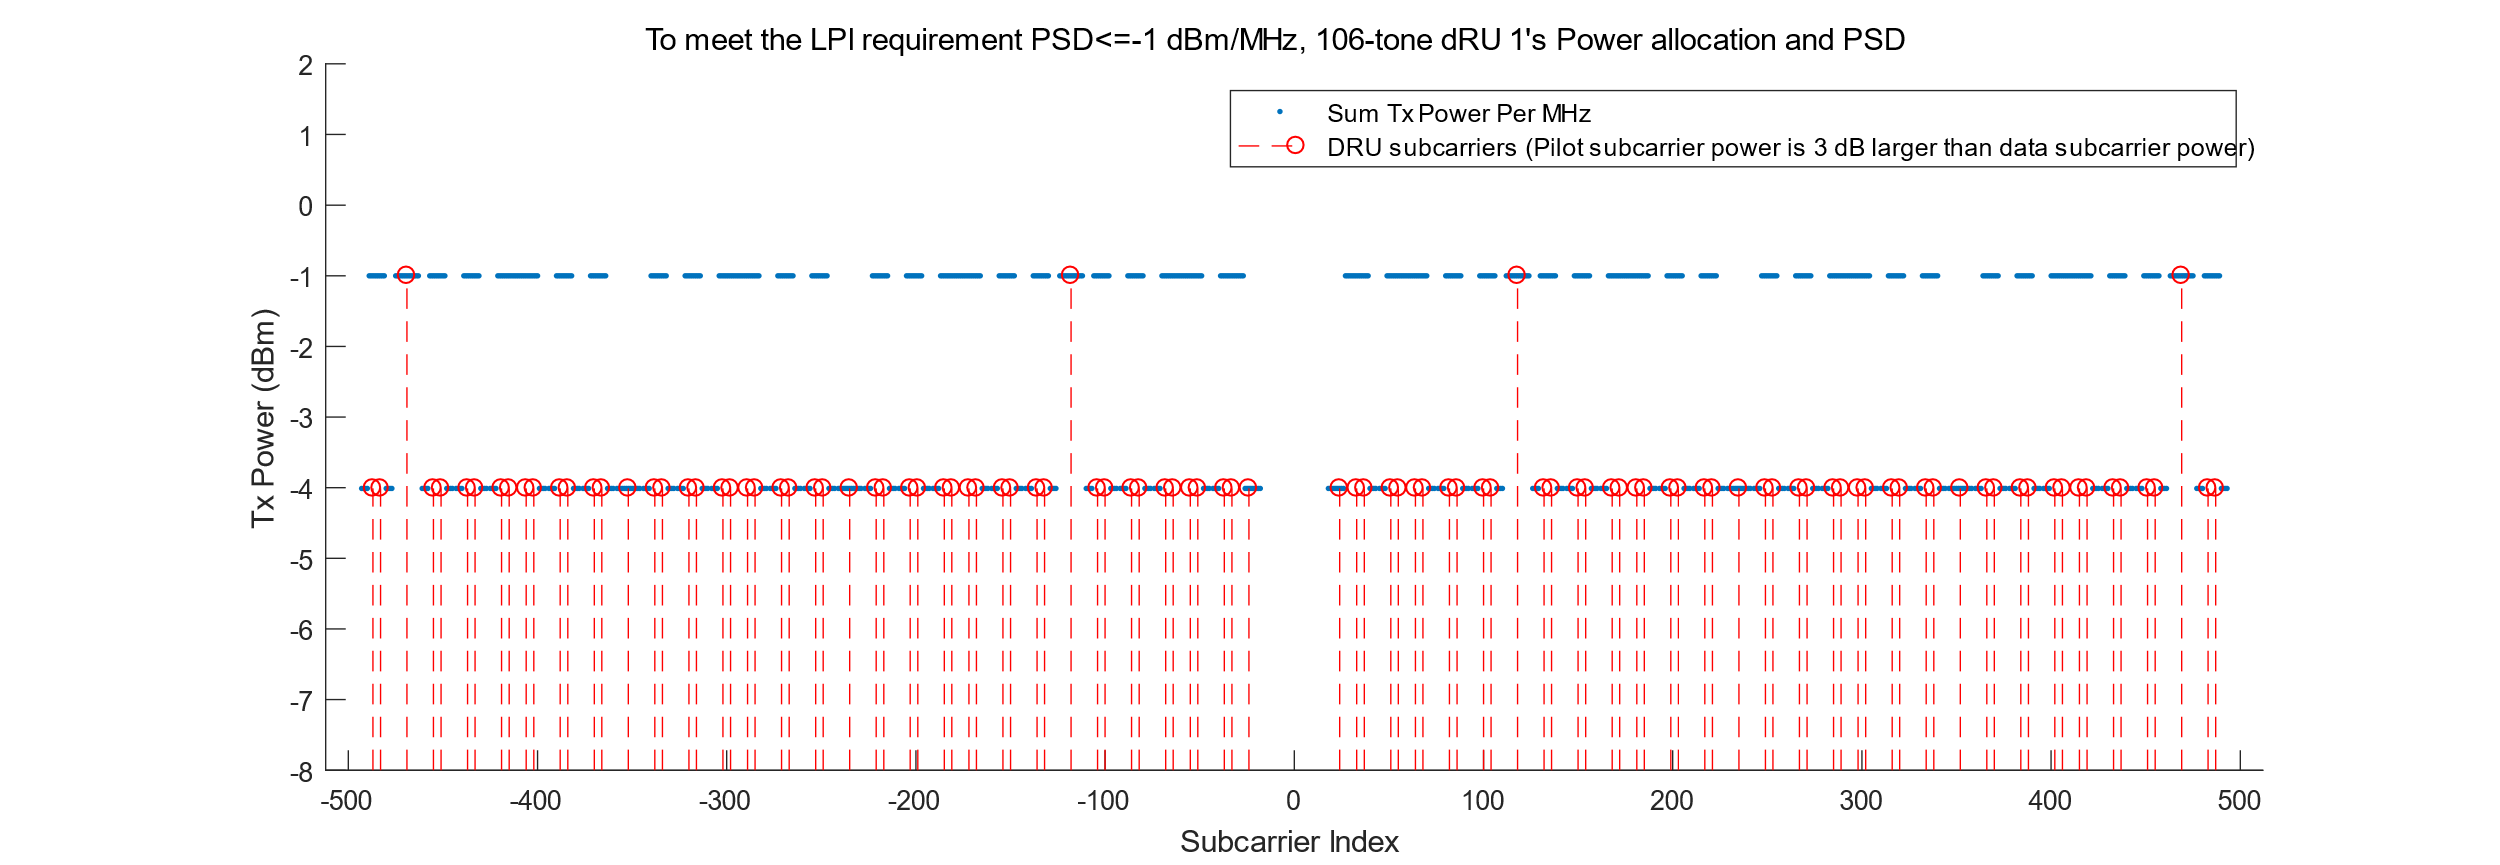 To meet the LPI requirement PSD<=-1 dBm/MHz, 106-tone dRU 1's Power allocation and PSD
Sum Tx Power Per MHz
DRU subcarriers (Pilot subcarrier power is 3 dB larger than data subcarrier power)
Tx Power (dBm)
2
1
0
-1
-2
-3
-4
-5
-6
-7
-8
-500 -400 -300 -200 -100 0 100 200 300 400 500
Subcarrier Index